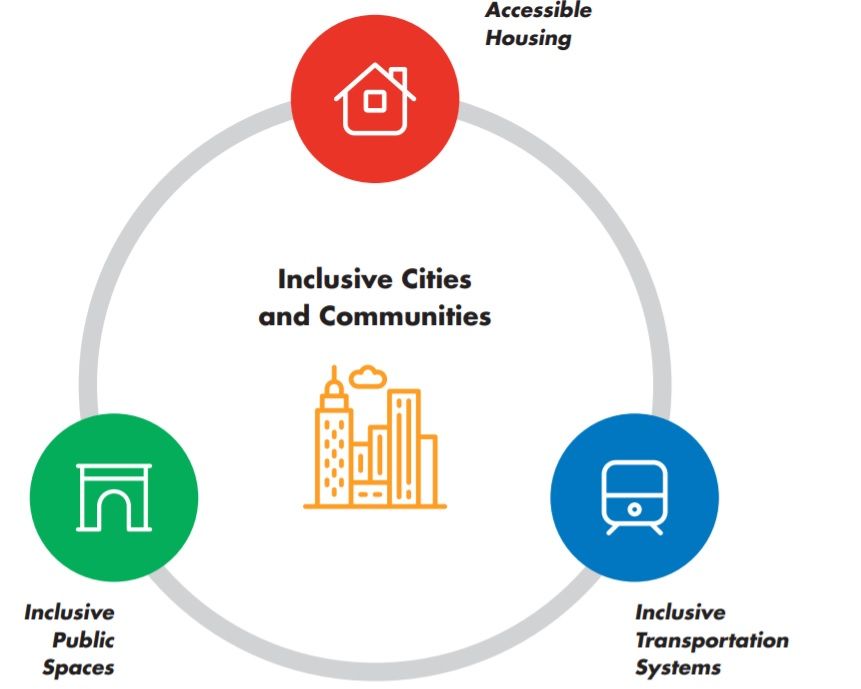 Accessible
Housing
Inclusive Cities
and Communities
Inclusive
Public
Spaces
Inclusive
Transportation
Systems